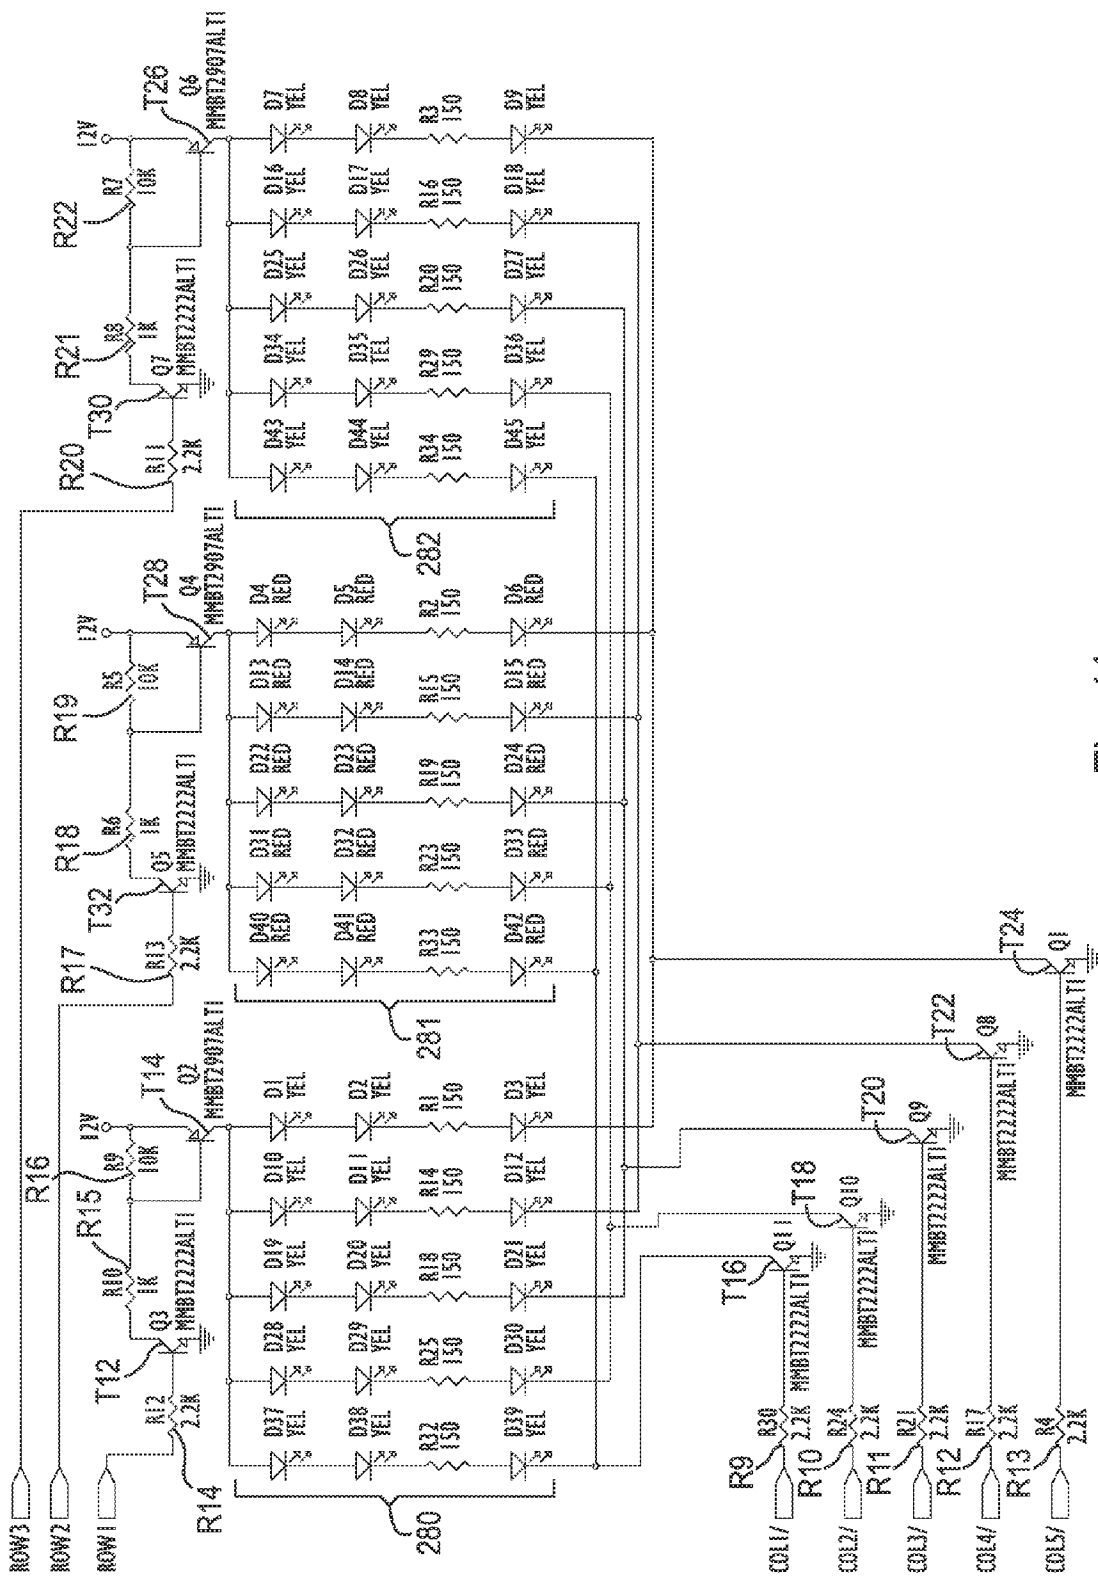 ROW3
ROW2
ROW1
R14
R12
2.2K
T12
Q3
MMBT2222ALT1
R10
1K
R15
R16
R9
10K
12V
T14
Q2
MMBT2907ALT1
R17
R13
2.2K
T32
Q5
MMBT2222ALT1
R18
R6
1K
R19
R5
10K
12V
T28
Q4
MMBT2907ALT1
R20
R11
2.2K
T30
Q7
MMBT2222ALT1
R21
R8
1K
R22
R7
10K
12V
T26
Q6
MMBT2907ALT1
280
D37
YEL
D38
YEL
R32
150
D39
YEL
D28
YEL
D29
YEL
R25
150
D30
YEL
D19
YEL
D20
YEL
R18
150
D21
YEL
D10
YEL
D11
YEL
R14
150
D12
YEL
D1
YEL
D2
YEL
R1
150
D3
YEL
281
D40
RED
D41
RED
R33
150
D42
RED
D31
RED
D32
RED
R23
150
D33
RED
D22
RED
D23
RED
R19
150
D24
RED
D13
RED
D14
RED
R15
150
D15
RED
D4
RED
D5
RED
R2
150
D6
RED
282
D43
YEL
D44
YEL
R34
150
D45
YEL
D34
YEL
D35
YEL
R29
150
D36
YEL
D25
YEL
D26
YEL
R20
150
D27
YEL
D16
YEL
D17
YEL
R16
150
D18
YEL
D7
YEL
D8
YEL
R3
150
D9
YEL
COL1/
R9
R30
2.2K
MMBT2222ALT1
T16
Q11
COL2/
R10
R24
2.2K
MMBT2222ALT1
T18
Q10
COL3/
R11
R21
2.2K
MMBT2222ALT1
T20
Q9
COL4/
R12
R17
2.2K
MMBT2222ALT1
T22
Q8
COL5/
R13
R4
2.2K
MMBT2222ALT1
T24
Q1